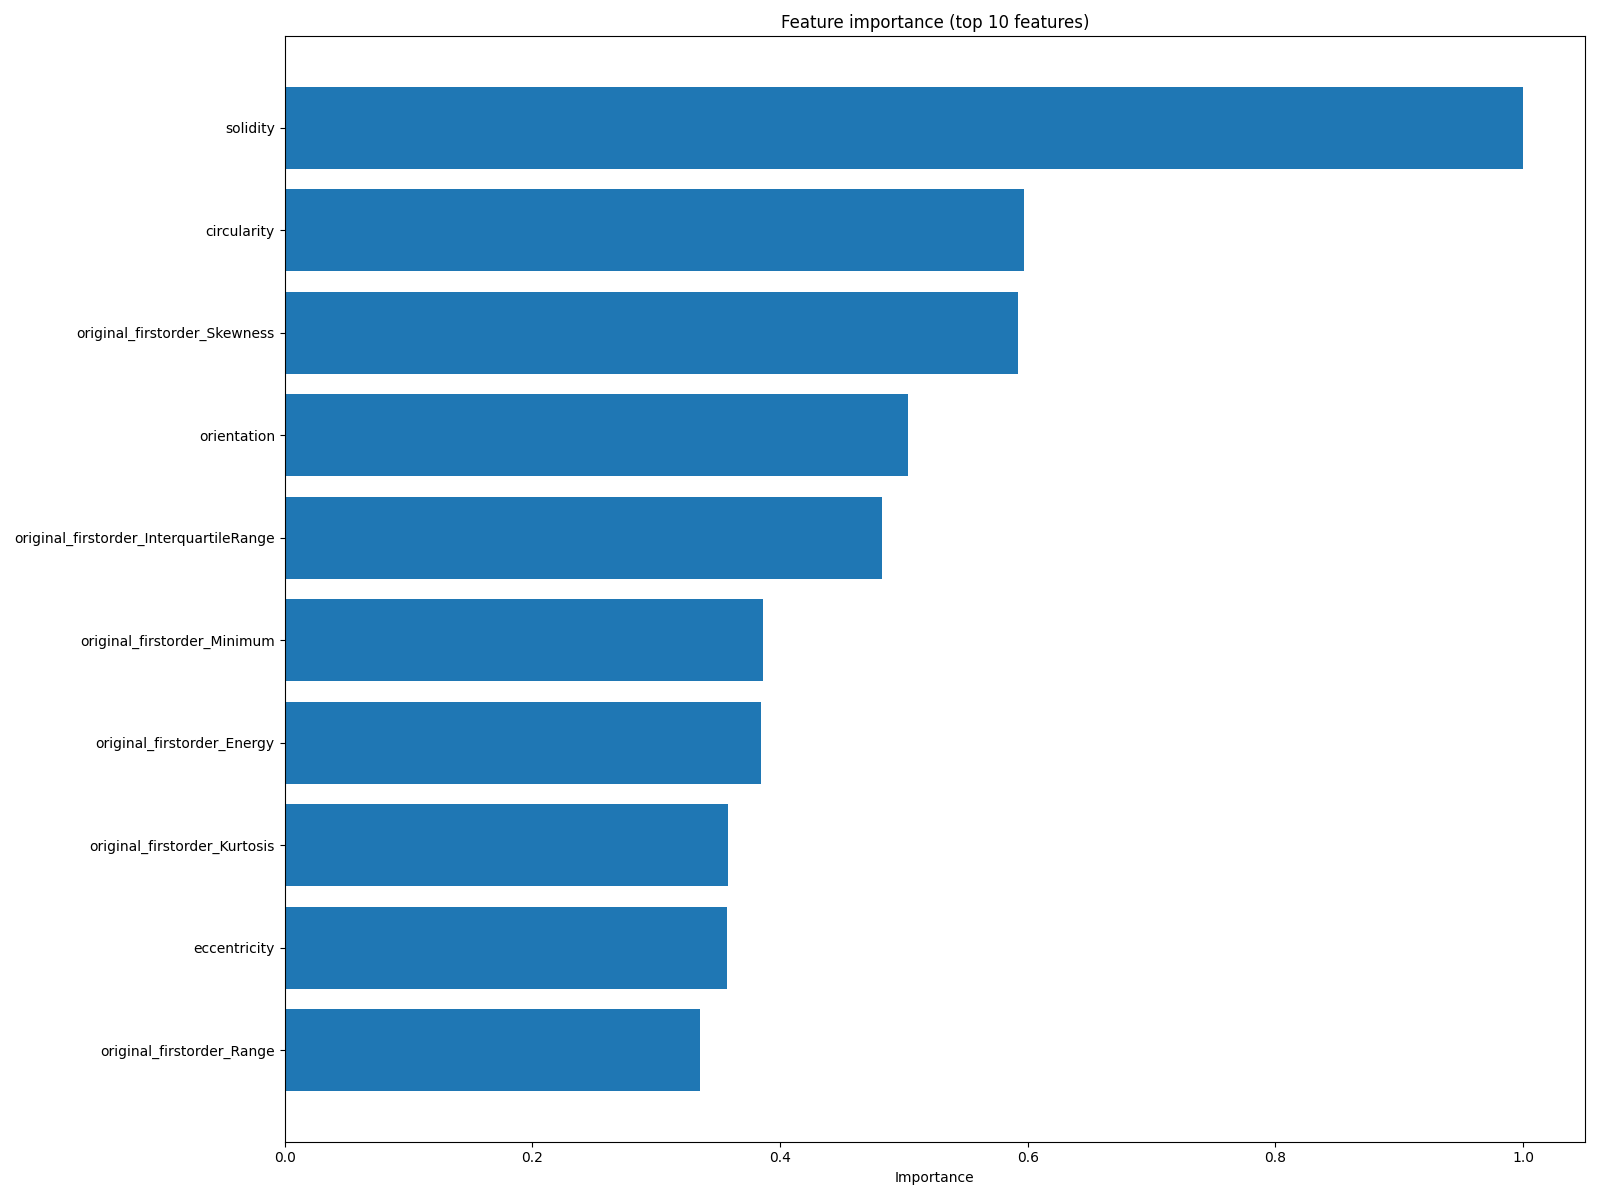 Feature importance (top 10 features)
solidity
circularity
original_firstorder_Skewness
orientation
original_firstorder_InterquartileRange
original_firstorder_Minimum
original_firstorder_Energy
original_firstorder_Kurtosis
eccentricity
original_firstorder_Range
0.0 0.2 0.4 0.6 0.8 1.0
Importance